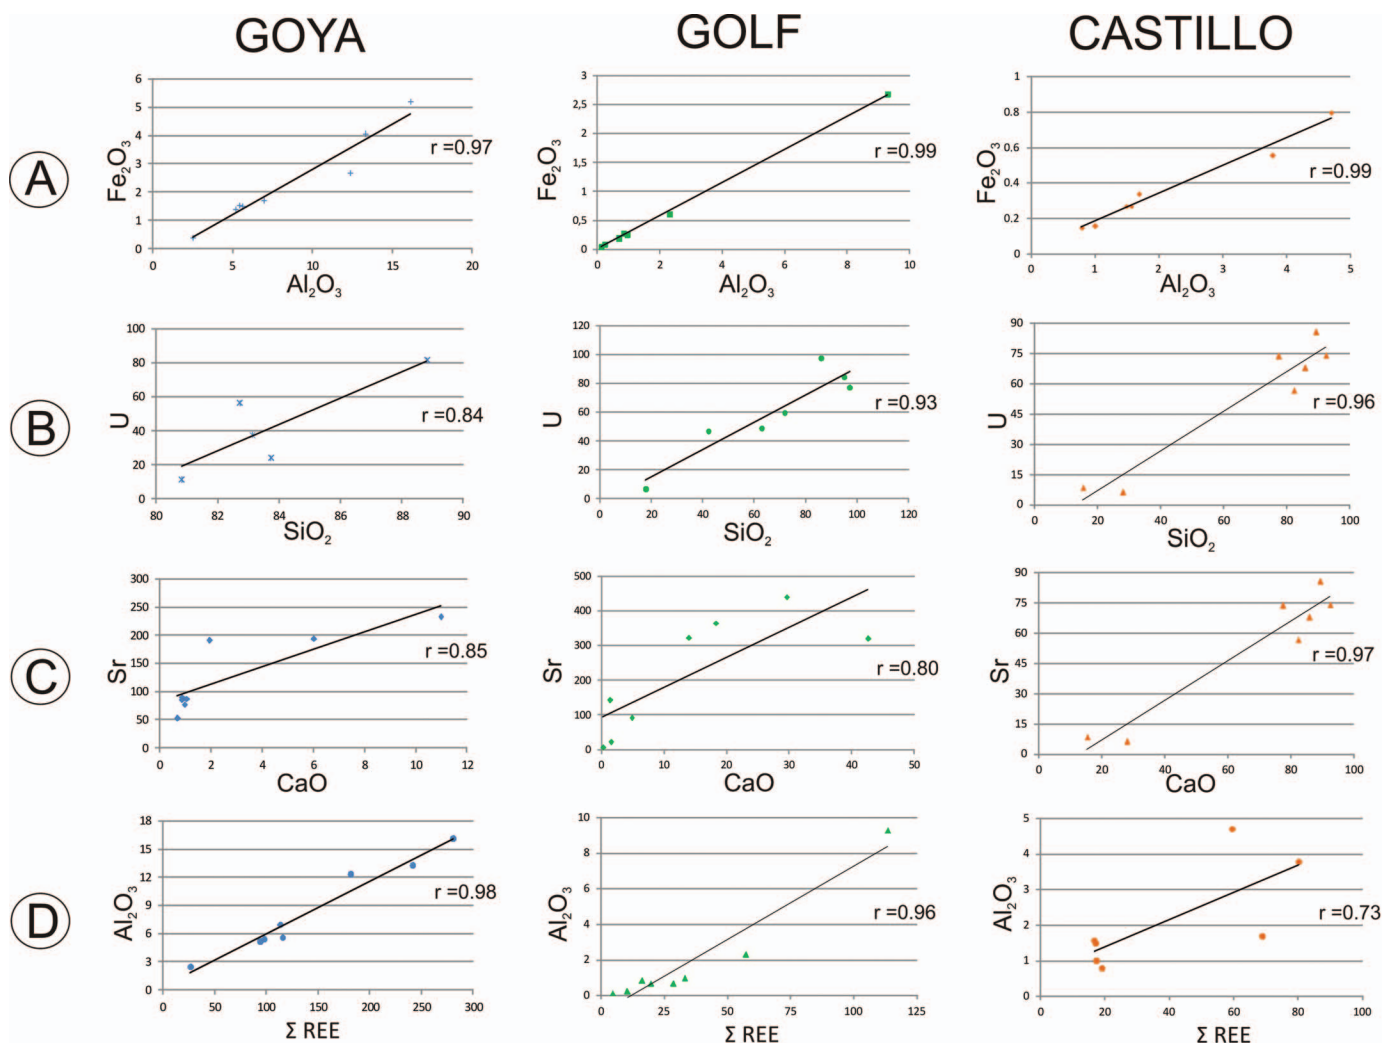 GOYA
GOLF
CASTILLO
A
Fe₂O₃
6
5
4
3
2
1
0
0 5 10 15 20
Al₂O₃
r =0.97
Fe₂O₃
3
2,5
2
1,5
1
0,5
0
0 2 4 6 8 10
Al₂O₃
r =0.99
Fe₂O₃
1
0.8
0.6
0.4
0.2
0
0 1 2 3 4 5
Al₂O₃
r =0.99
B
U
100
80
60
40
20
0
80 82 84 86 88 90
SiO₂
r =0.84
U
120
100
80
60
40
20
0
0 20 40 60 80 100 120
SiO₂
r =0.93
U
90
75
60
45
30
15
0
0 20 40 60 80 100
SiO₂
r =0.96
C
Sr
300
250
200
150
100
50
0
0 2 4 6 8 10 12
CaO
r =0.85
Sr
500
400
300
200
100
0
0 10 20 30 40 50
CaO
r =0.80
Sr
90
75
60
45
30
15
0
0 20 40 60 80 100
CaO
r =0.97
D
Al₂O₃
18
15
12
9
6
3
0
0 50 100 150 200 250 300
Σ REE
r =0.98
Al₂O₃
10
8
6
4
2
0
0 25 50 75 100 125
Σ REE
r =0.96
Al₂O₃
5
4
3
2
1
0
0 20 40 60 80 100
Σ REE
r =0.73